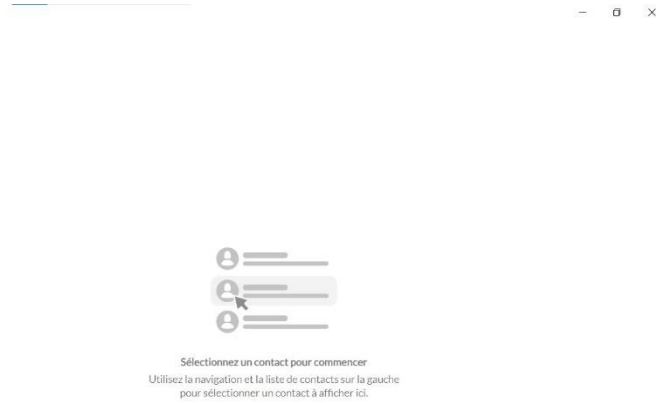 Sélectionnez un contact pour commencer
Utilisez la navigation et la liste de contacts sur la gauche
pour sélectionner un contact à afficher ici.